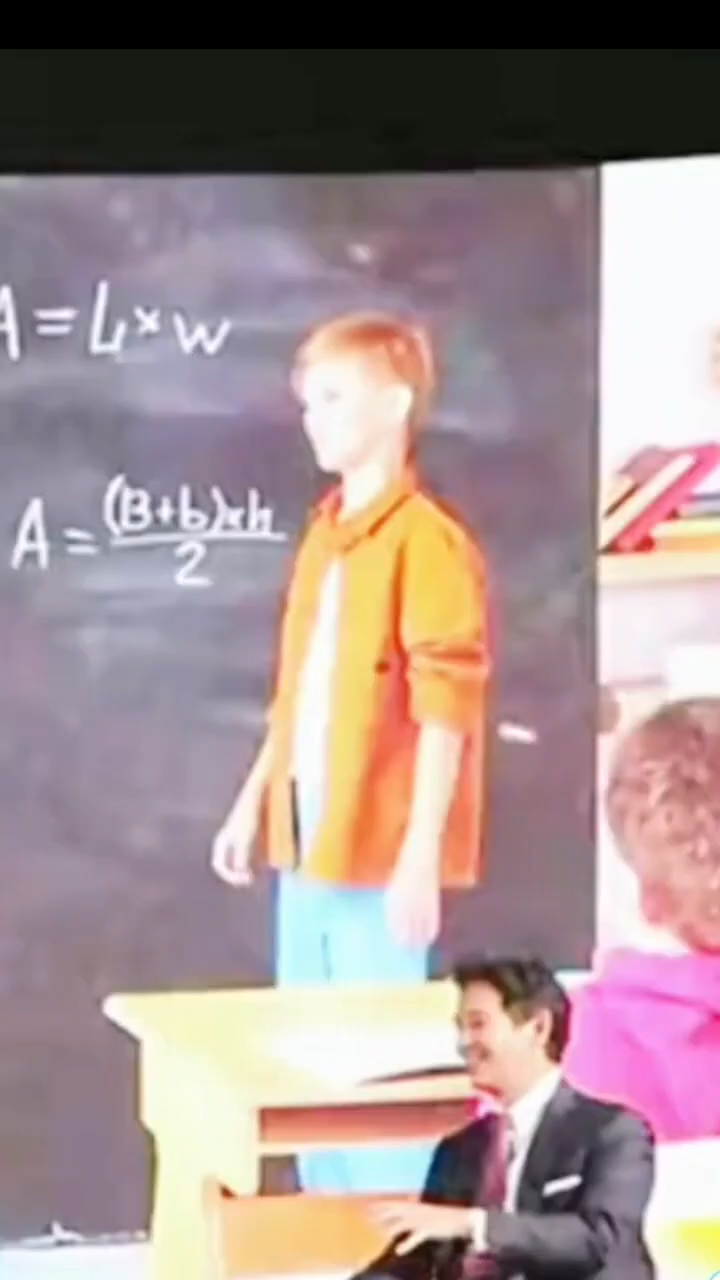 A = L × w
A = (B+b)×h
2